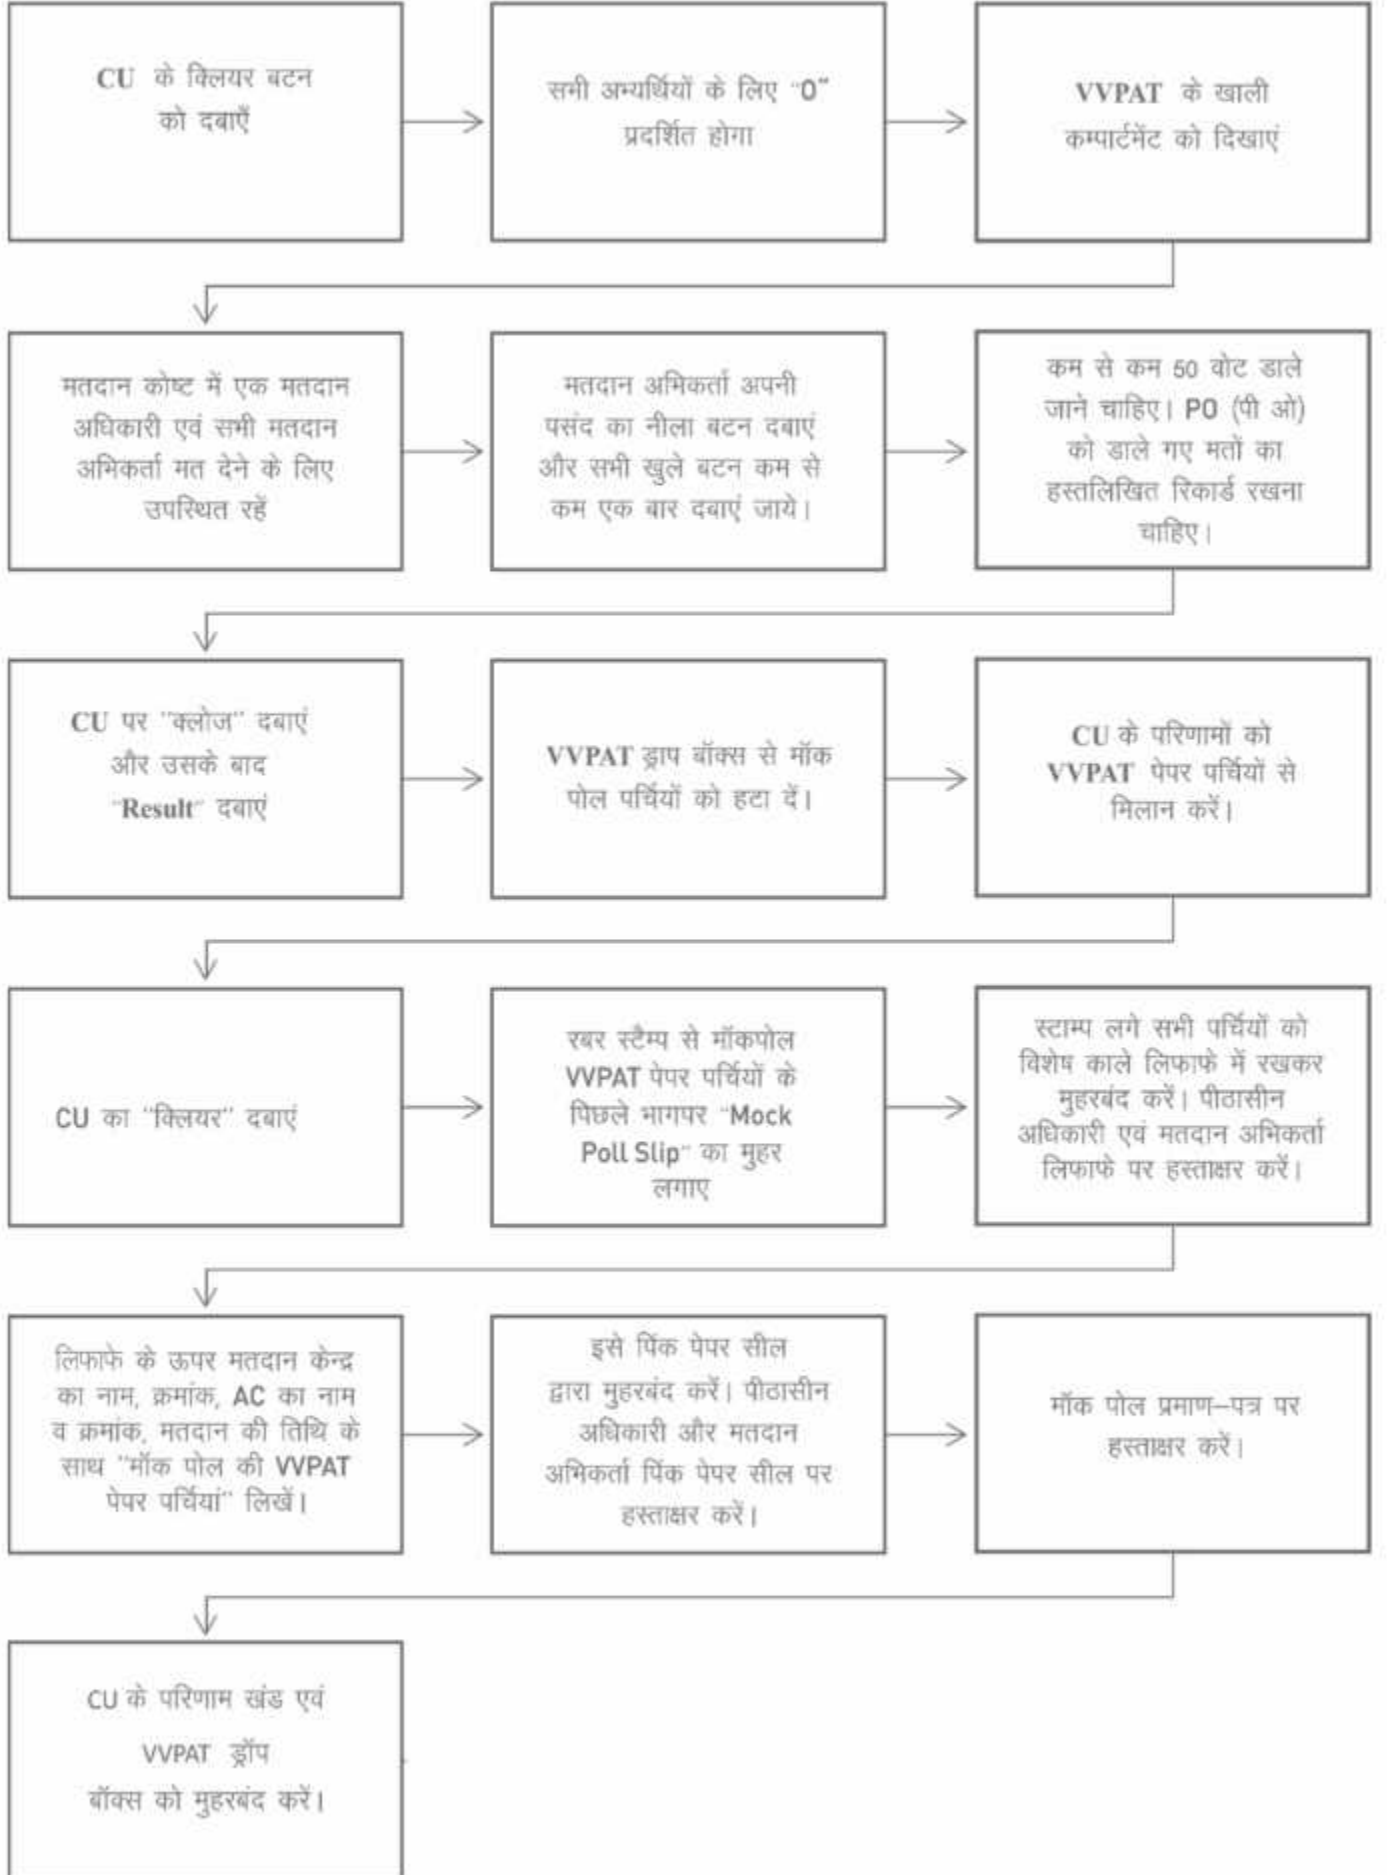 CU के क्लियर बटन
को दबाएँ
सभी अभ्यर्थियों के लिए "0"
प्रदर्शित होगा
VVPAT के खाली
कम्पार्टमेंट को दिखाएं
मतदान कोष्ट में एक मतदान
अधिकारी एवं सभी मतदान
अभिकर्ता मत देने के लिए
उपस्थित रहें
मतदान अभिकर्ता अपनी
पसंद का नीला बटन दबाएं
और सभी खुले बटन कम से
कम एक बार दबाएं जाये।
कम से कम 50 वोट डाले
जाने चाहिए। PO (पी ओ)
को डाले गए मतों का
हस्तलिखित रिकार्ड रखना
चाहिए।
CU पर "क्लोज" दबाएं
और उसके बाद
"Result" दबाएं
VVPAT ड्राप बॉक्स से मॉक
पोल पर्चियों को हटा दें।
CU के परिणामों को
VVPAT पेपर पर्चियों से
मिलान करें।
CU का "क्लियर" दबाएं
रबर स्टैम्प से मॉकपोल
VVPAT पेपर पर्चियों के
पिछले भागपर "Mock
Poll Slip" का मुहर
लगाए
स्टाम्प लगे सभी पर्चियों को
विशेष काले लिफाफे में रखकर
मुहरबंद करें। पीठासीन
अधिकारी एवं मतदान अभिकर्ता
लिफाफे पर हस्ताक्षर करें।
लिफाफे के ऊपर मतदान केन्द्र
का नाम, क्रमांक, AC का नाम
व क्रमांक, मतदान की तिथि के
साथ "मॉक पोल की VVPAT
पेपर पर्चियां" लिखें।
इसे पिंक पेपर सील
द्वारा मुहरबंद करें। पीठासीन
अधिकारी और मतदान
अभिकर्ता पिंक पेपर सील पर
हस्ताक्षर करें।
मॉक पोल प्रमाण–पत्र पर
हस्ताक्षर करें।
CU के परिणाम खंड एवं
VVPAT ड्रॉप
बॉक्स को मुहरबंद करें।